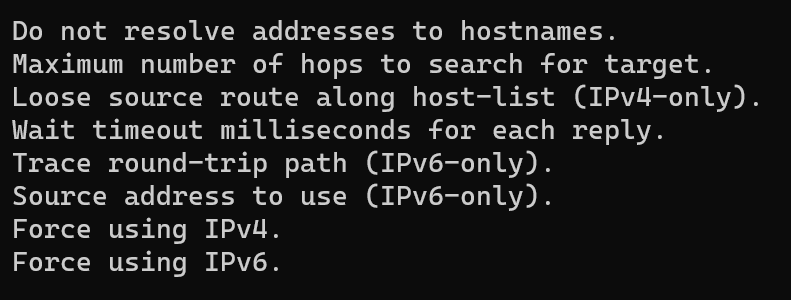 Do not resolve addresses to hostnames.
Maximum number of hops to search for target.
Loose source route along host-list (IPv4-only).
Wait timeout milliseconds for each reply.
Trace round-trip path (IPv6-only).
Source address to use (IPv6-only).
Force using IPv4.
Force using IPv6.